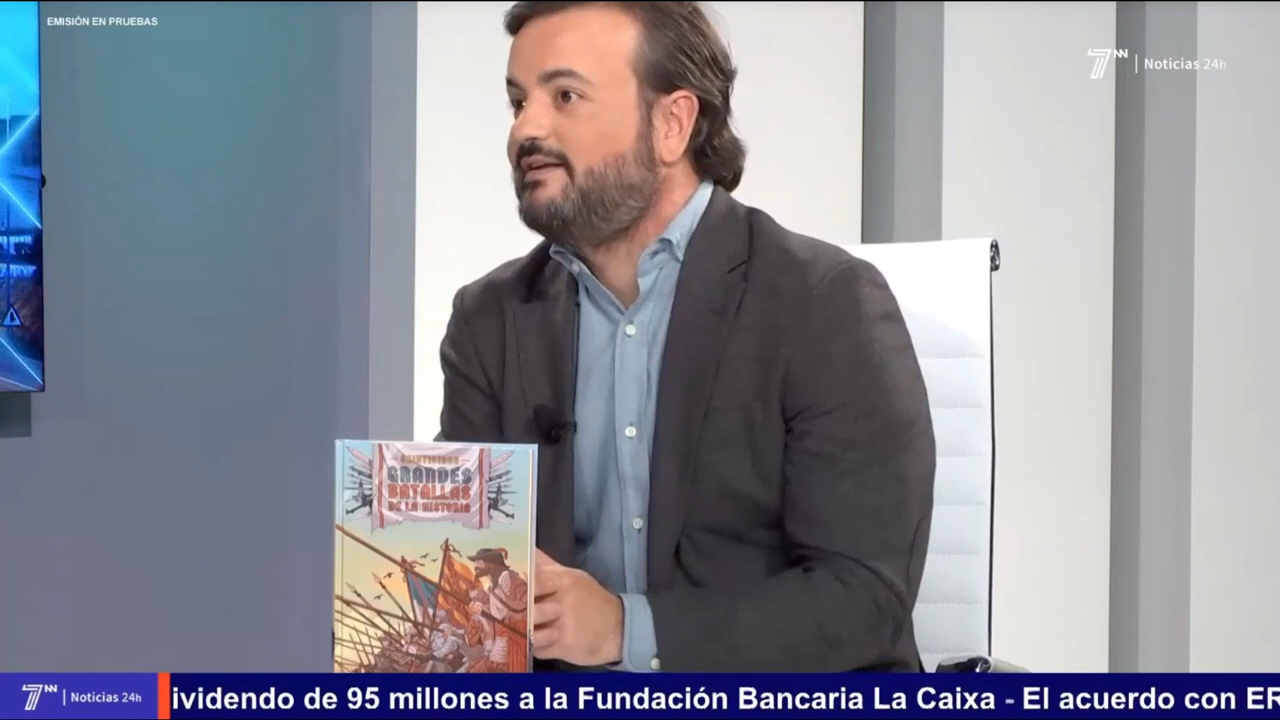 EMISIÓN EN PRUEBAS
7NN | Noticias 24h
GRANDES
BATALLAS
DE LA HISTORIA
7NN | Noticias 24h
ividendo de 95 millones a la Fundación Bancaria La Caixa - El acuerdo con ER